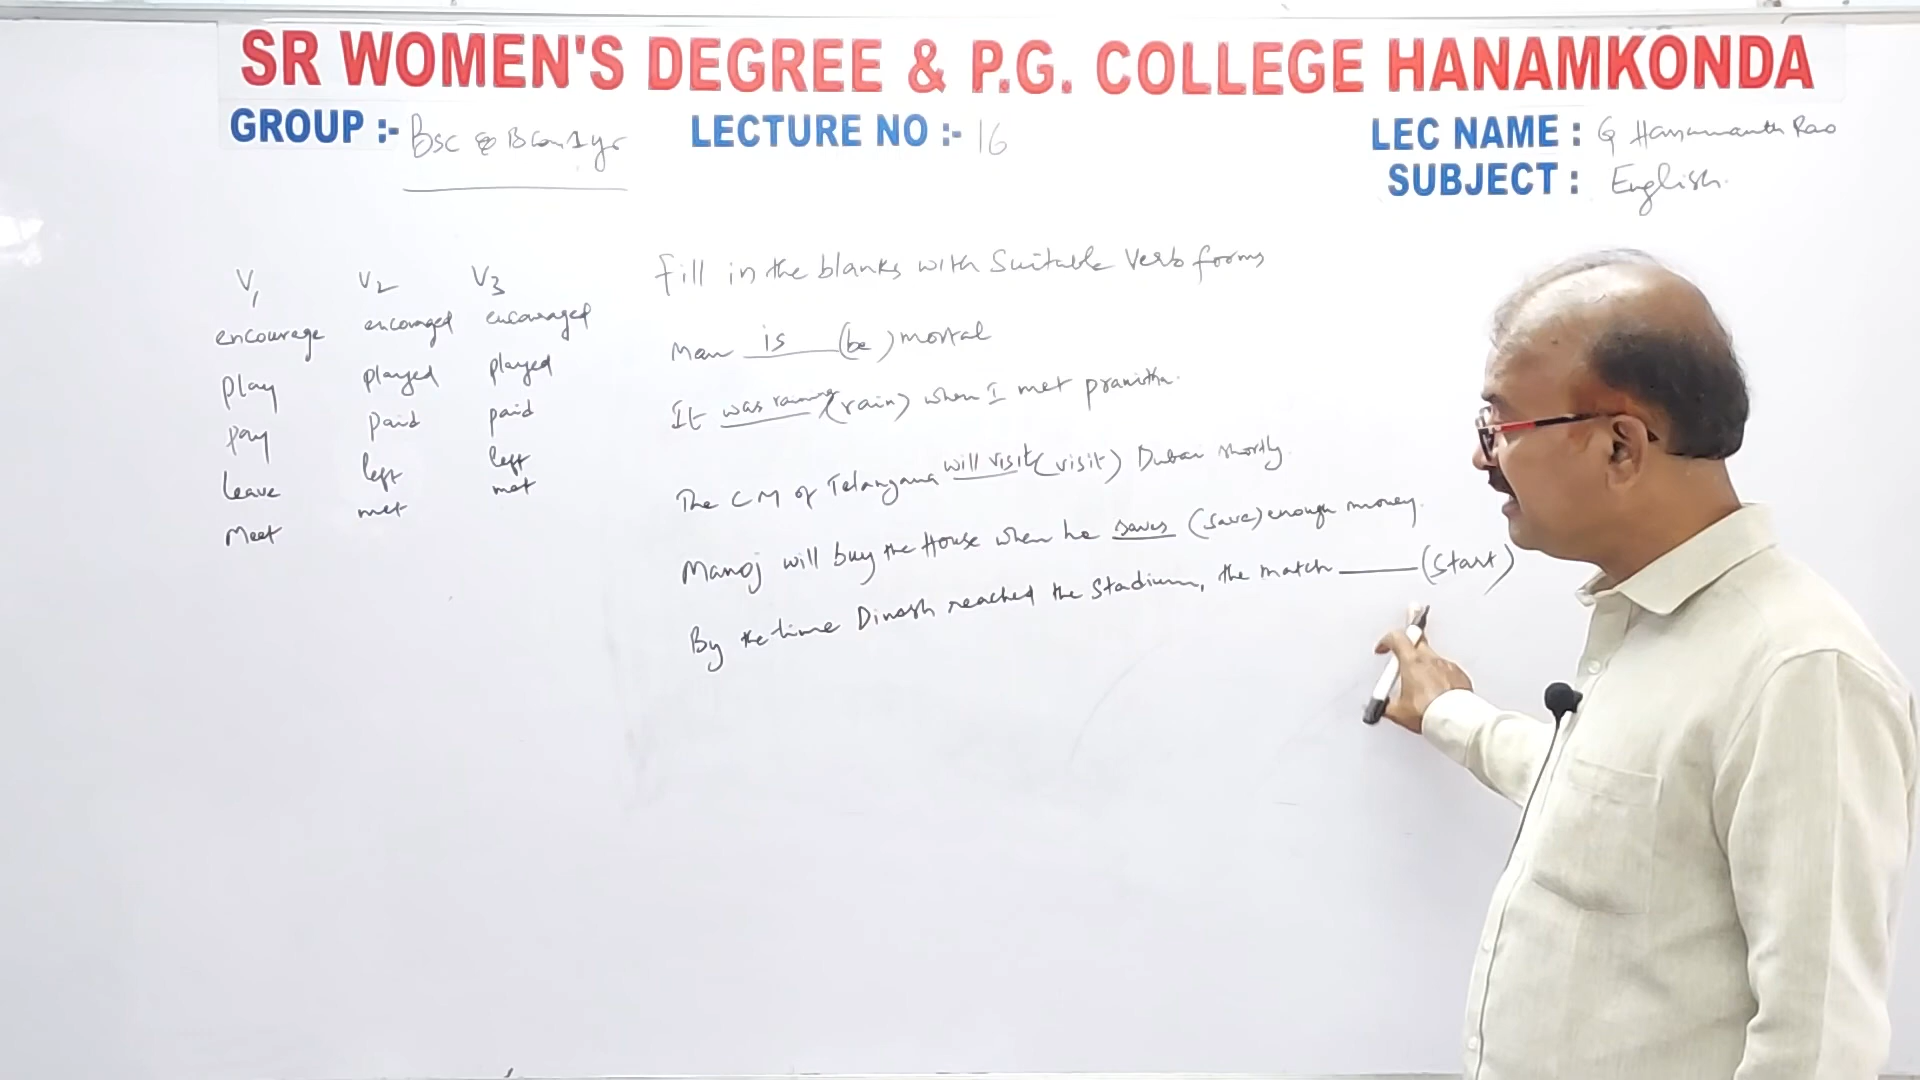 SR WOMEN'S DEGREE & P.G. COLLEGE HANAMKONDA
GROUP :- Bsc & Bcom 1yr
LECTURE NO :- 16
LEC NAME : G Hanumanth Rao
SUBJECT : English.
V1 V2 V3
encourage encouraged encouraged
Play played played
Pay paid paid
Leave left left
Meet met met
Fill in the blanks with Suitable Verb forms
Man is (be) mortal
It was raining (rain) when I met pranitha.
The CM of Telangana will visit (visit) Dubai shortly.
Manoj will buy the House when he saves (save) enough money.
By the time Dinesh reached the Stadium, the match ____ (Start)